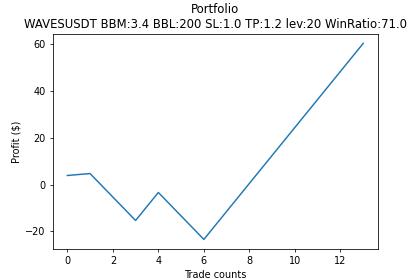 Portfolio
WAVESUSDT BBM:3.4 BBL:200 SL:1.0 TP:1.2 lev:20 WinRatio:71.0
60
40
20
0
−20
Profit ($)
0 2 4 6 8 10 12
Trade counts